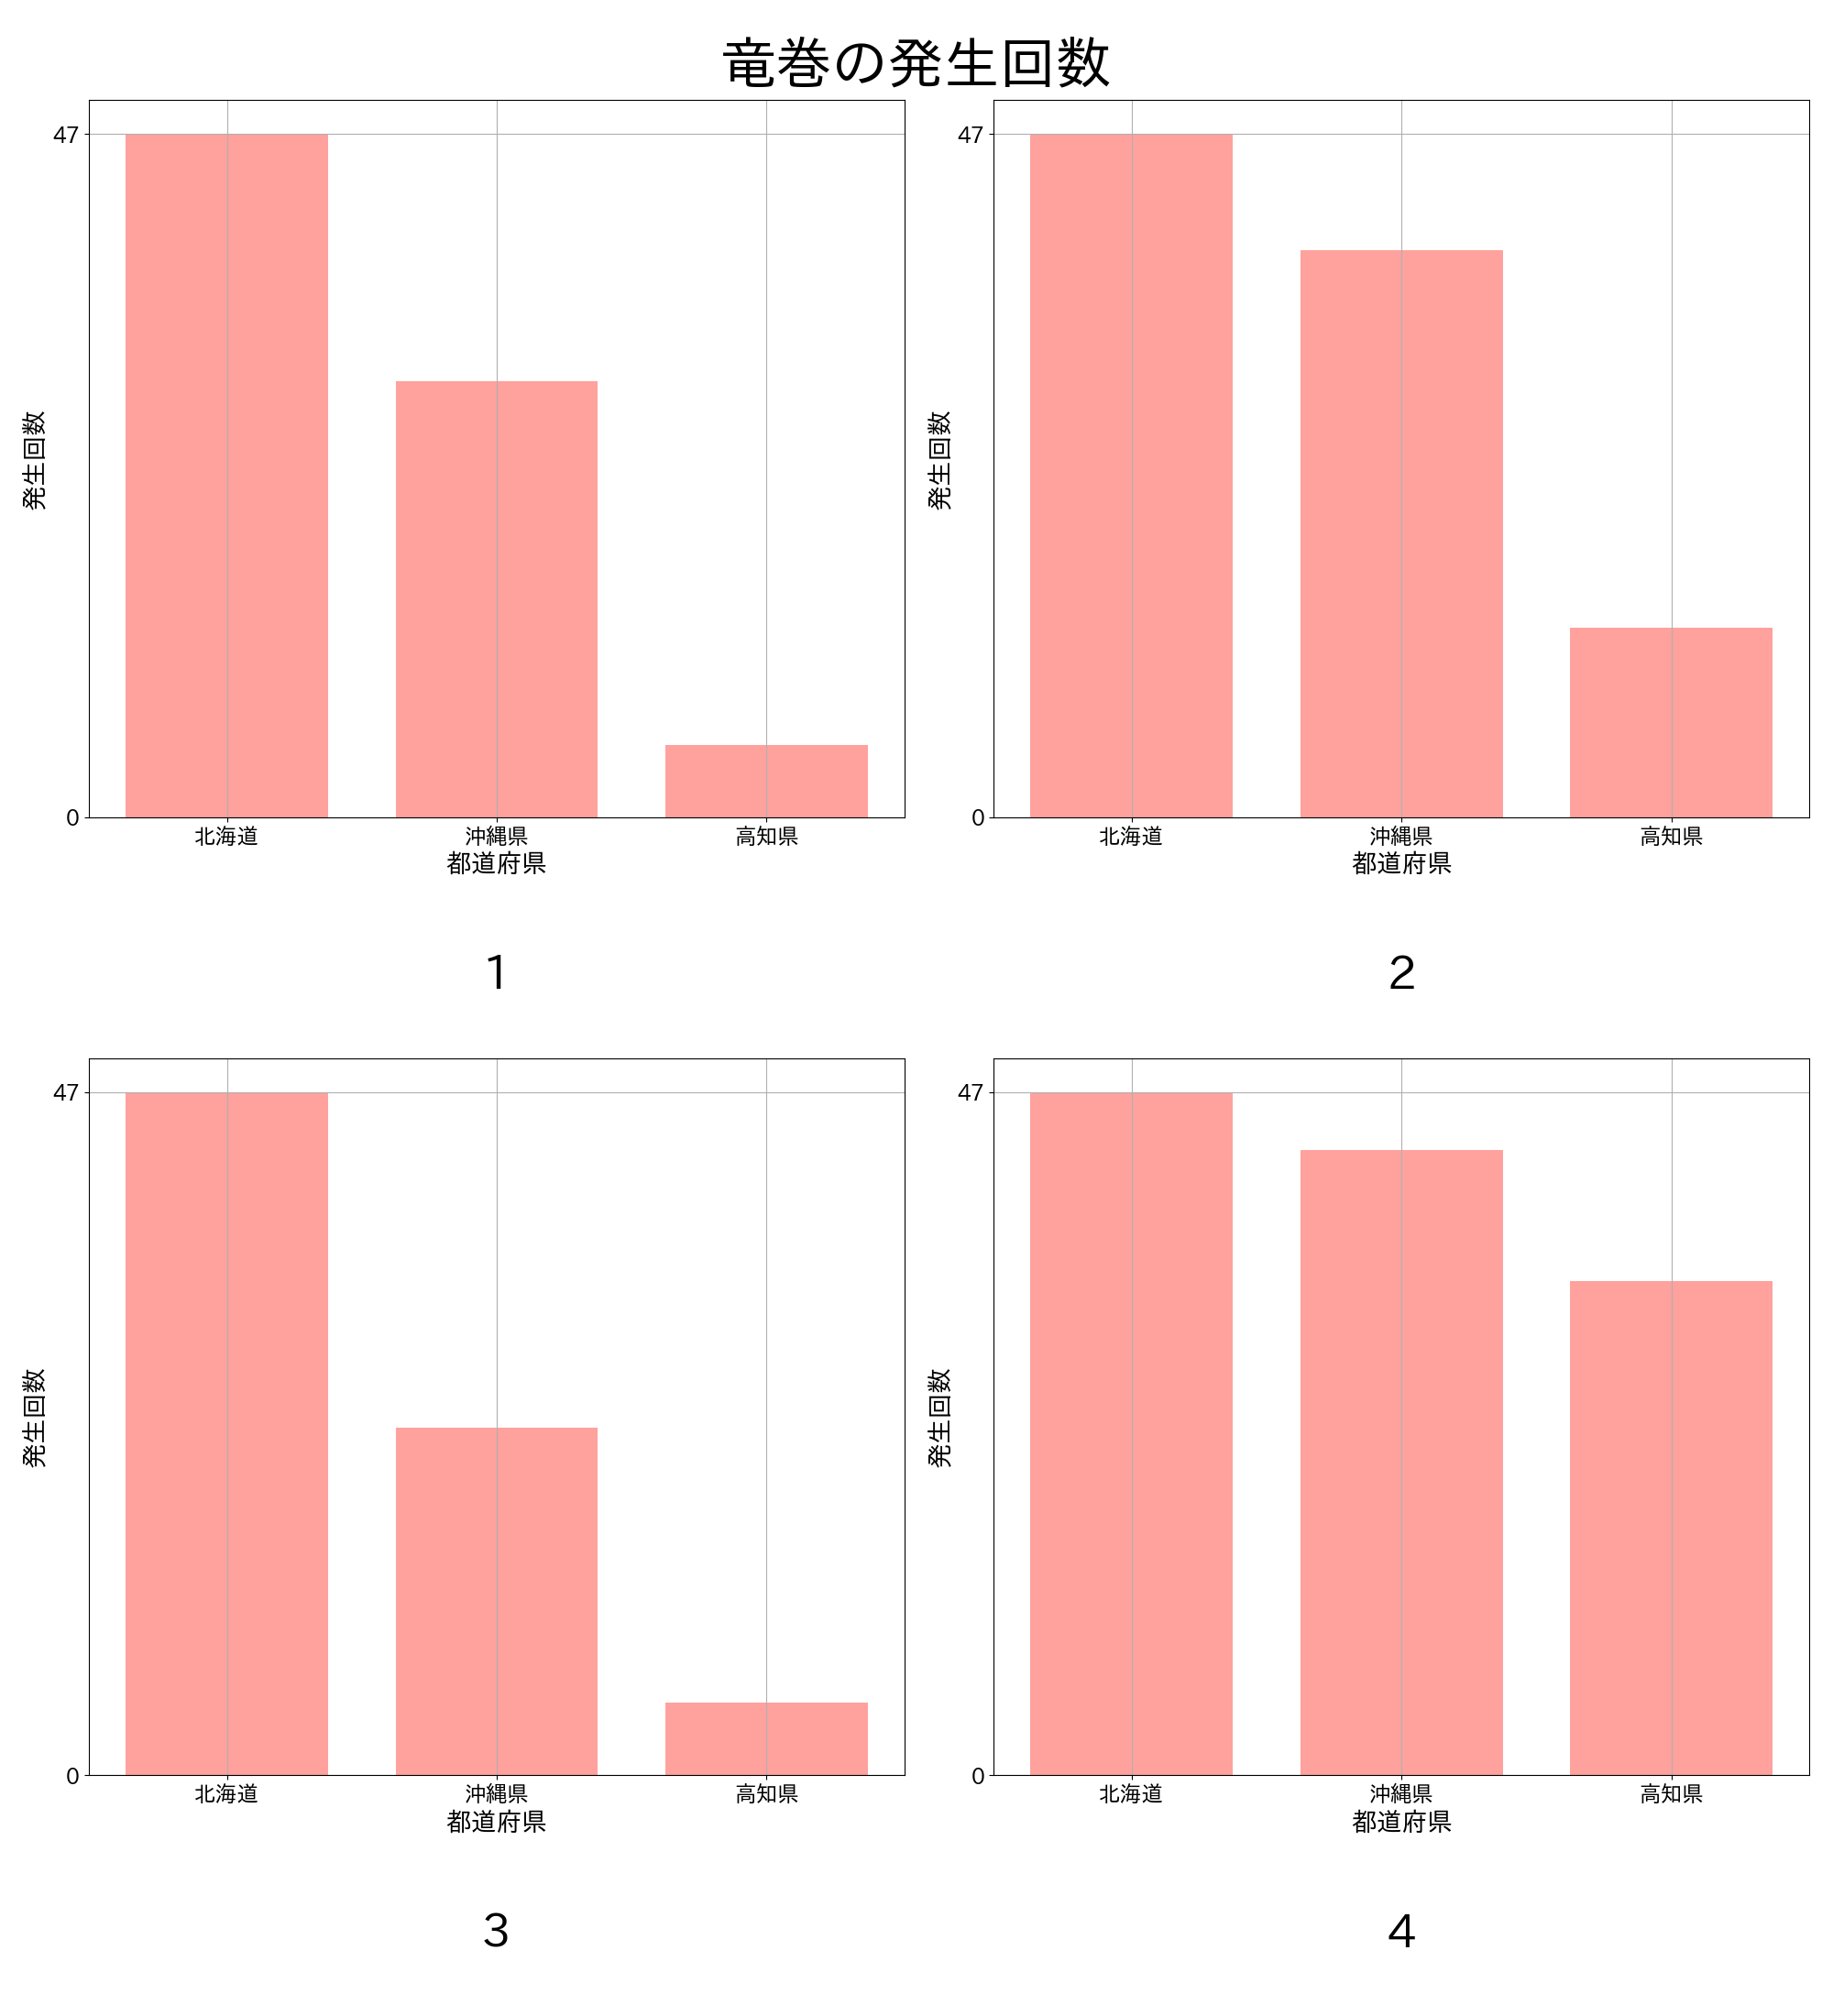 竜巻の発生回数
47
0
発生回数
北海道 沖縄県 高知県
都道府県
1
47
0
発生回数
北海道 沖縄県 高知県
都道府県
2
47
0
発生回数
北海道 沖縄県 高知県
都道府県
3
47
0
発生回数
北海道 沖縄県 高知県
都道府県
4